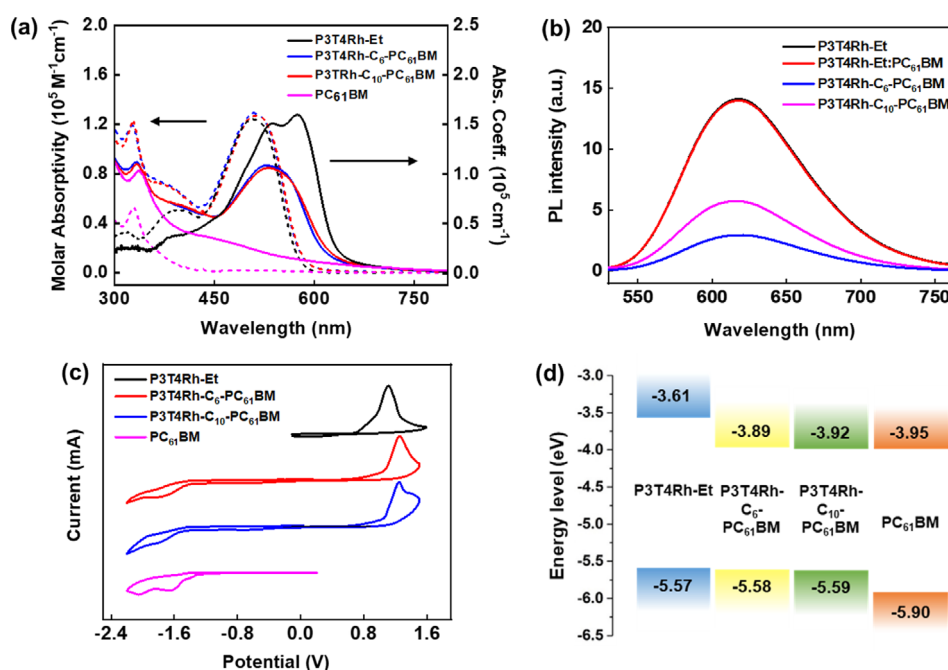 (a)
P3T4Rh-Et
P3T4Rh-C6-PC61BM
P3TRh-C10-PC61BM
PC61BM
Molar Absorptivity (10^5 M^-1cm^-1)
2.0
1.6
1.2
0.8
0.4
0.0
2.5
2.0
1.5
1.0
0.5
0.0
Abs. Coeff. (10^5 cm^-1)
300 450 600 750
Wavelength (nm)
(b)
P3T4Rh-Et
P3T4Rh-Et:PC61BM
P3T4Rh-C6-PC61BM
P3T4Rh-C10-PC61BM
PL intensity (a.u.)
20
15
10
5
0
550 600 650 700 750
Wavelength (nm)
(c)
P3T4Rh-Et
P3T4Rh-C6-PC61BM
P3T4Rh-C10-PC61BM
PC61BM
Current (mA)
-2.4 -1.6 -0.8 0.0 0.8 1.6
Potential (V)
(d)
Energy level (eV)
-3.0
-3.5
-4.0
-4.5
-5.0
-5.5
-6.0
-6.5
-3.61
-3.89
-3.92
-3.95
P3T4Rh-Et
P3T4Rh-
C6-
PC61BM
P3T4Rh-
C10-
PC61BM
PC61BM
-5.57
-5.58
-5.59
-5.90